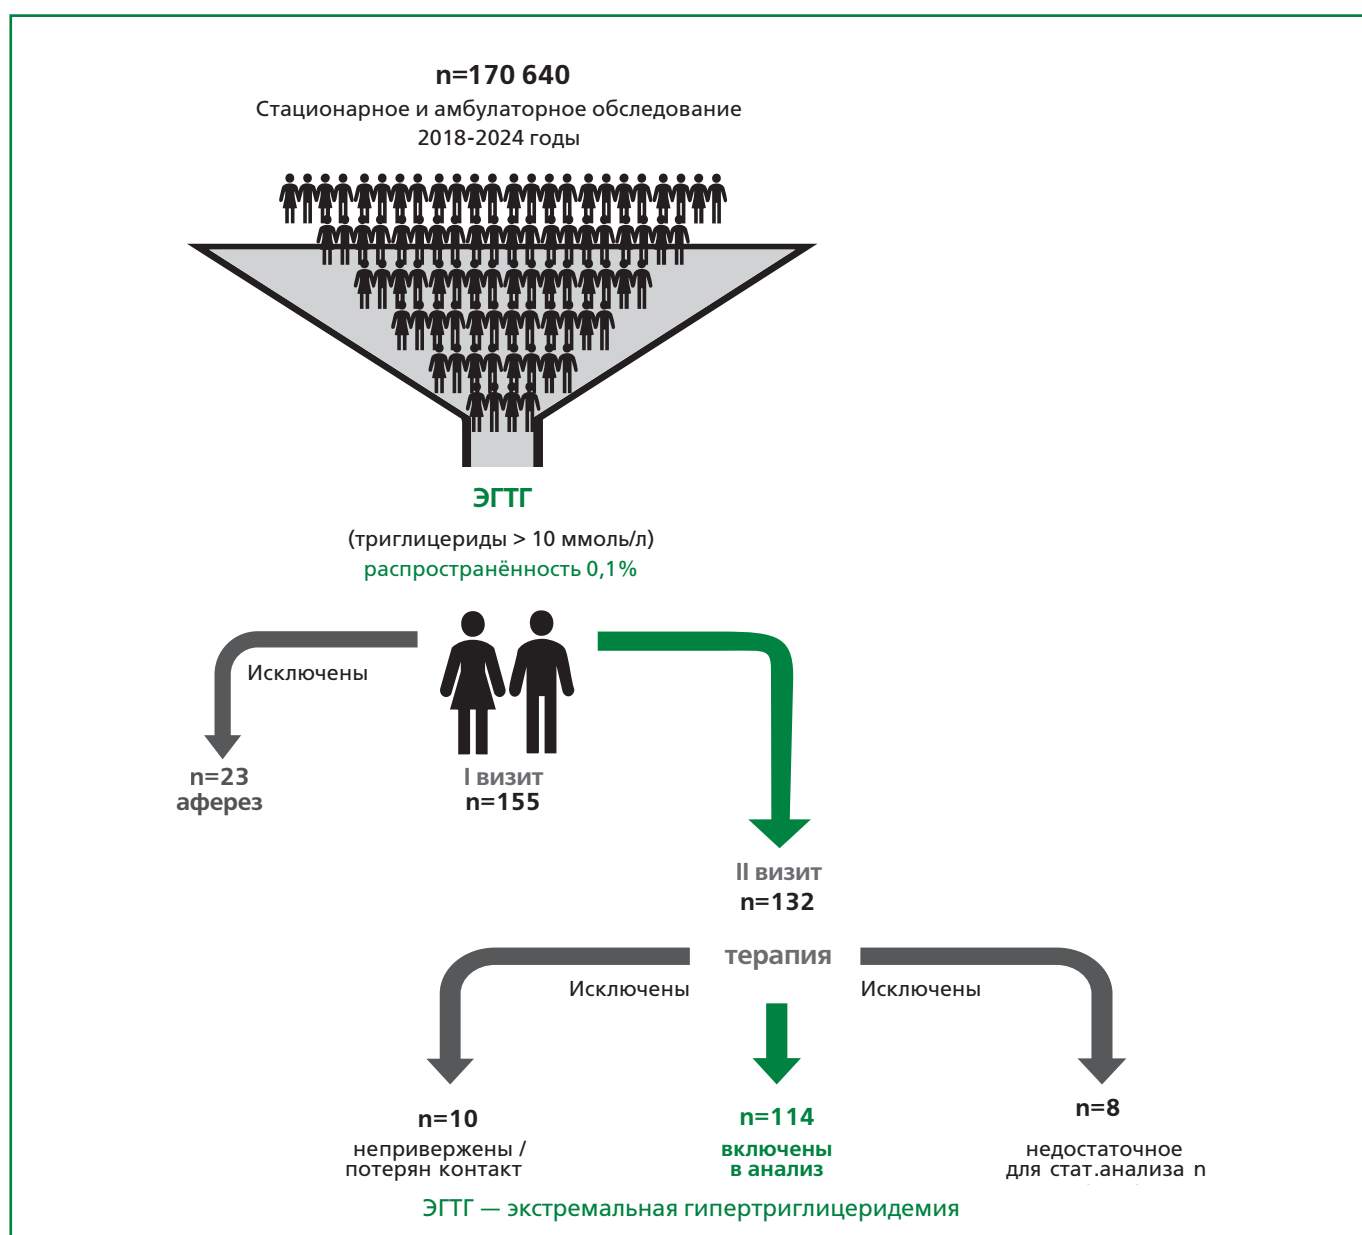 n=170 640
Стационарное и амбулаторное обследование
2018-2024 годы
ЭГТГ
(триглицериды > 10 ммоль/л)
распространённость 0,1%
Исключены
n=23
аферез
I визит
n=155
II визит
n=132
терапия
Исключены
Исключены
n=10
непривержены /
потерян контакт
n=114
включены
в анализ
n=8
недостаточное
для стат.анализа n
ЭГТГ — экстремальная гипертриглицеридемия